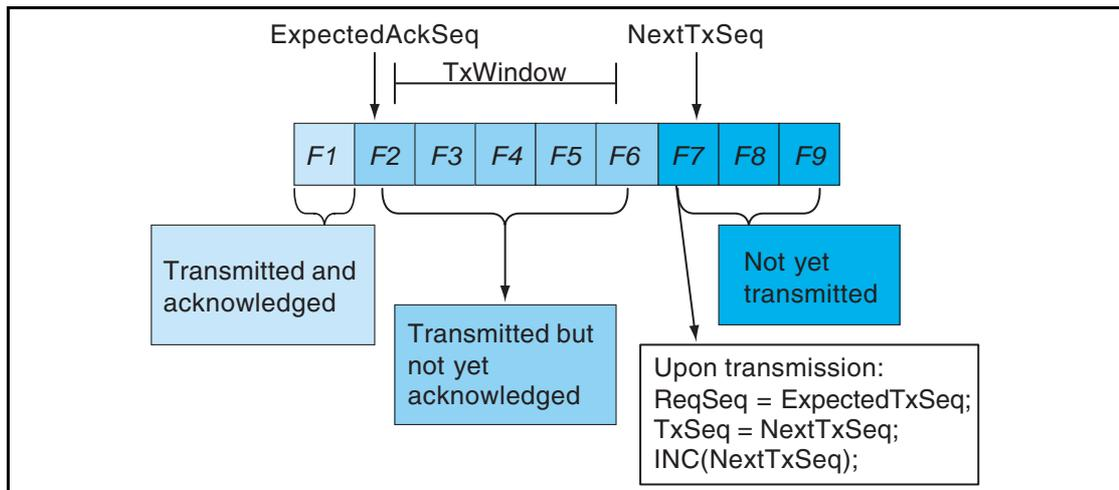 ExpectedAckSeq
NextTxSeq
TxWindow
F1 F2 F3 F4 F5 F6 F7 F8 F9
Transmitted and
acknowledged
Not yet
transmitted
Transmitted but
not yet
acknowledged
Upon transmission:
ReqSeq = ExpectedTxSeq;
TxSeq = NextTxSeq;
INC(NextTxSeq);